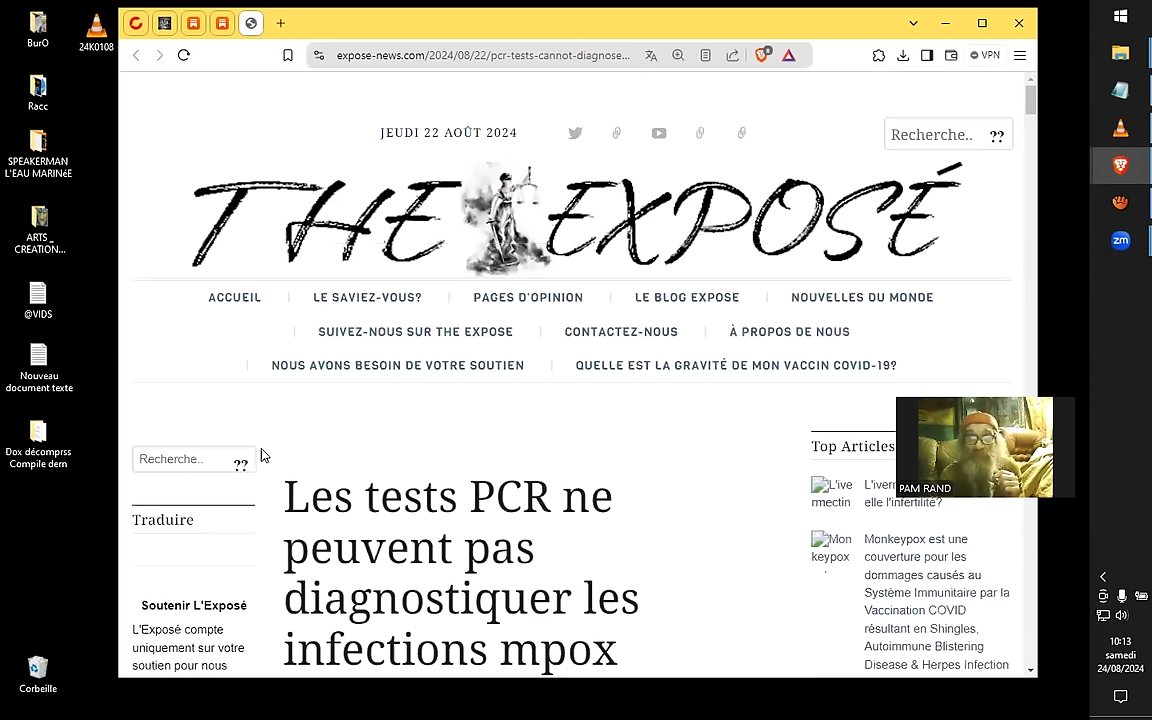 BurO
24K0108
Racc
SPEAKERMAN
L'EAU MARINéE
ARTS _
CREATION...
@VIDS
Nouveau
document texte
Dox décomprss
Compile dern
Corbeille
expose-news.com/2024/08/22/pcr-tests-cannot-diagnose...
VPN
JEUDI 22 AOÛT 2024
Recherche.. ??
THE EXPOSÉ
ACCUEIL
LE SAVIEZ-VOUS?
PAGES D'OPINION
LE BLOG EXPOSE
NOUVELLES DU MONDE
SUIVEZ-NOUS SUR THE EXPOSE
CONTACTEZ-NOUS
À PROPOS DE NOUS
NOUS AVONS BESOIN DE VOTRE SOUTIEN
QUELLE EST LA GRAVITÉ DE MON VACCIN COVID-19?
Recherche.. ??
Traduire
Soutenir L'Exposé
L'Exposé compte
uniquement sur votre
soutien pour nous
Les tests PCR ne
peuvent pas
diagnostiquer les
infections mpox
Top Articles
L'ive
rmectin
elle l'infertilité?
Mon
keypox
Monkeypox est une
couverture pour les
dommages causés au
Système Immunitaire par la
Vaccination COVID
résultant en Shingles,
Autoimmune Blistering
Disease & Herpes Infection
PAM RAND
zm
10:13
samedi
24/08/2024